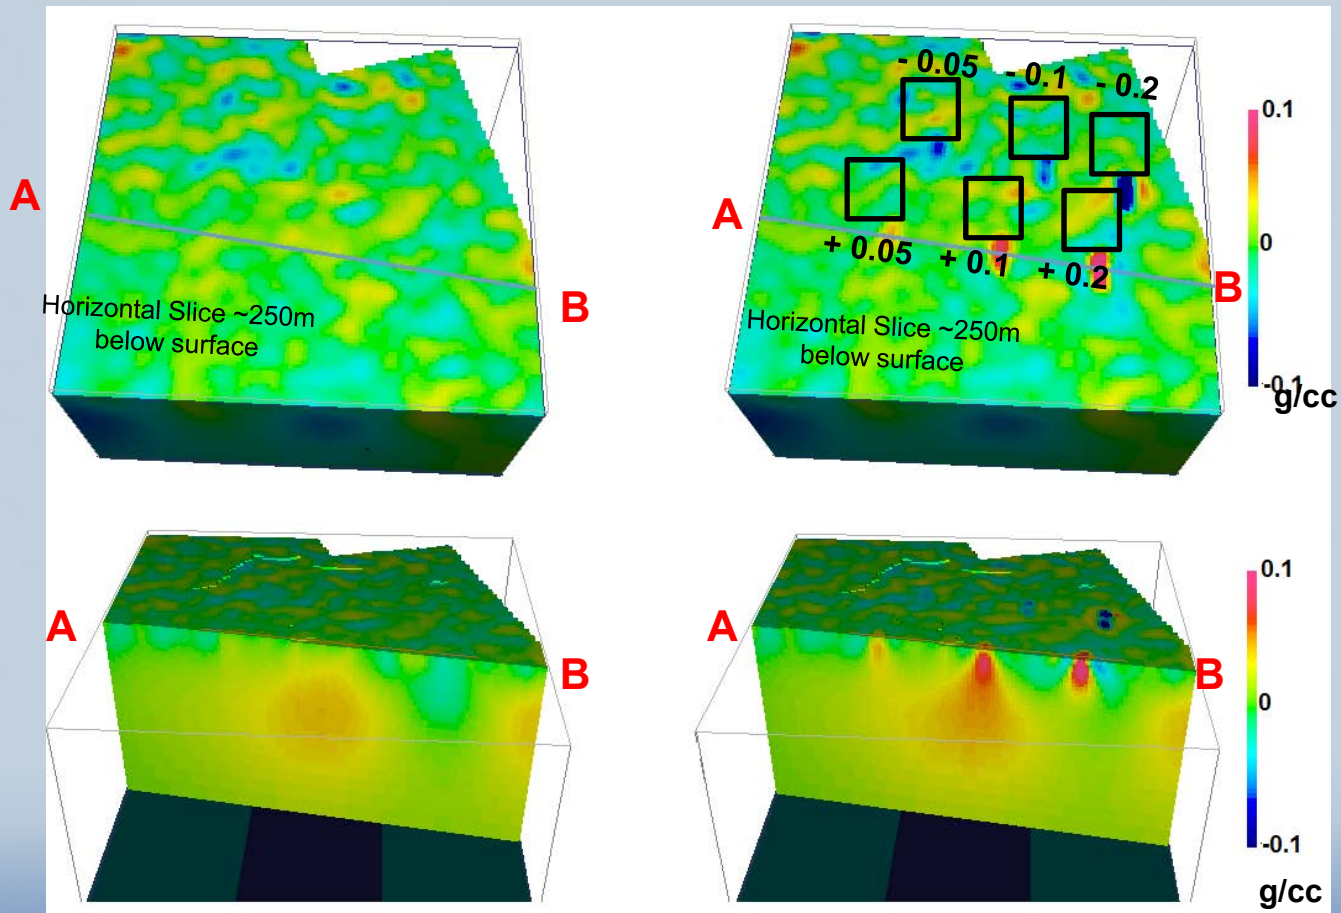 A
B
Horizontal Slice ~250m
below surface
- 0.05
- 0.1
- 0.2
+ 0.05
+ 0.1
+ 0.2
A
B
Horizontal Slice ~250m
below surface
0.1
0
-0.1
g/cc
A
B
A
B
0.1
0
-0.1
g/cc